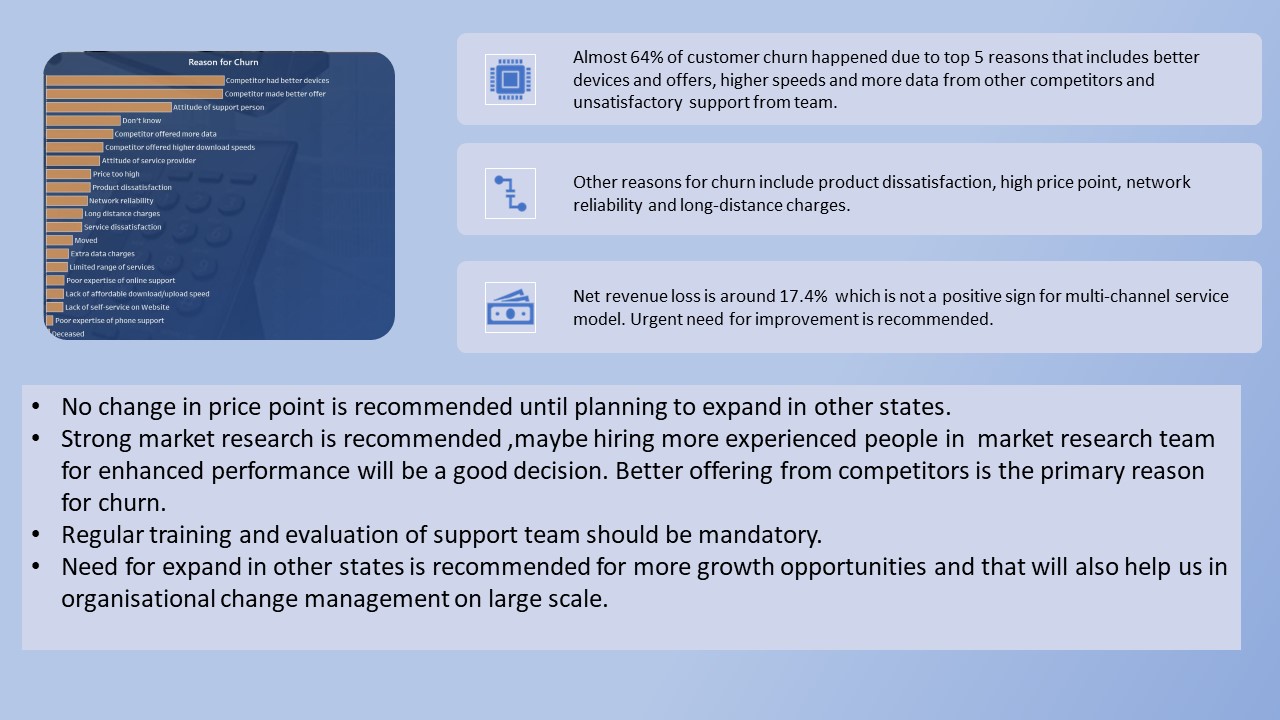 Reason for Churn
Competitor had better devices
Competitor made better offer
Attitude of support person
Don't know
Competitor offered more data
Competitor offered higher download speeds
Attitude of service provider
Price too high
Product dissatisfaction
Network reliability
Long distance charges
Service dissatisfaction
Moved
Extra data charges
Limited range of services
Poor expertise of online support
Lack of affordable download/upload speed
Lack of self-service on Website
Poor expertise of phone support
Deceased
Almost 64% of customer churn happened due to top 5 reasons that includes better
devices and offers, higher speeds and more data from other competitors and
unsatisfactory support from team.
Other reasons for churn include product dissatisfaction, high price point, network
reliability and long-distance charges.
Net revenue loss is around 17.4% which is not a positive sign for multi-channel service
model. Urgent need for improvement is recommended.
• No change in price point is recommended until planning to expand in other states.
• Strong market research is recommended ,maybe hiring more experienced people in  market research team
for enhanced performance will be a good decision. Better offering from competitors is the primary reason
for churn.
• Regular training and evaluation of support team should be mandatory.
• Need for expand in other states is recommended for more growth opportunities and that will also help us in
organisational change management on large scale.